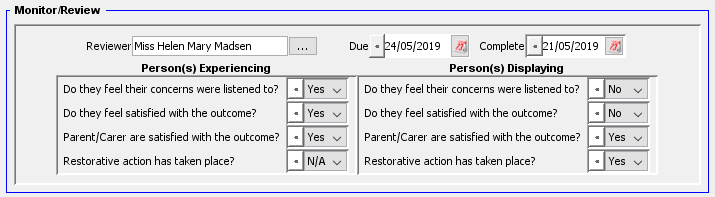 Monitor/Review
Reviewer Miss Helen Mary Madsen ... Due 24/05/2019 Complete 21/05/2019
Person(s) Experiencing Person(s) Displaying
Do they feel their concerns were listened to? Yes Do they feel their concerns were listened to? No
Do they feel satisfied with the outcome? Yes Do they feel satisfied with the outcome? No
Parent/Carer are satisfied with the outcome? Yes Parent/Carer are satisfied with the outcome? Yes
Restorative action has taken place? N/A Restorative action has taken place? Yes